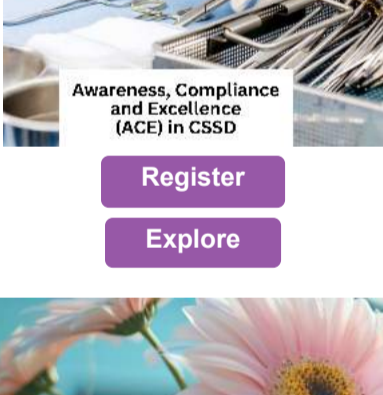 Awareness, Compliance
and Excellence
(ACE) in CSSD
Register
Explore